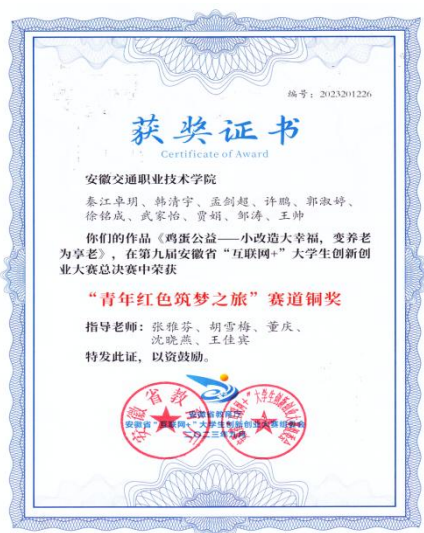 编号：2023201226
获奖证书
Certificate of Award
安徽交通职业技术学院
秦江卓玥、韩清宇、孟剑超、许鹏、郭淑婷、
徐铭成、武家怡、贾娟、邹涛、王帅
你们的作品《鸡蛋公益——小改造大幸福，变养老
为享老》，在第九届安徽省“互联网+”大学生创新创
业大赛总决赛中荣获
“青年红色筑梦之旅”赛道铜奖
指导老师：张雅芬、胡雪梅、董庆、
沈晓燕、王佳宾
特发此证，以资鼓励。
安徽省教育厅
安徽省“互联网+”大学生创新创业大赛组委会
二〇二三年九月